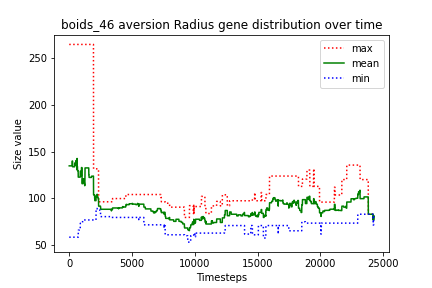 boids_46 aversion Radius gene distribution over time
max
mean
min
Size value
250
200
150
100
50
0
5000
10000
15000
20000
25000
Timesteps